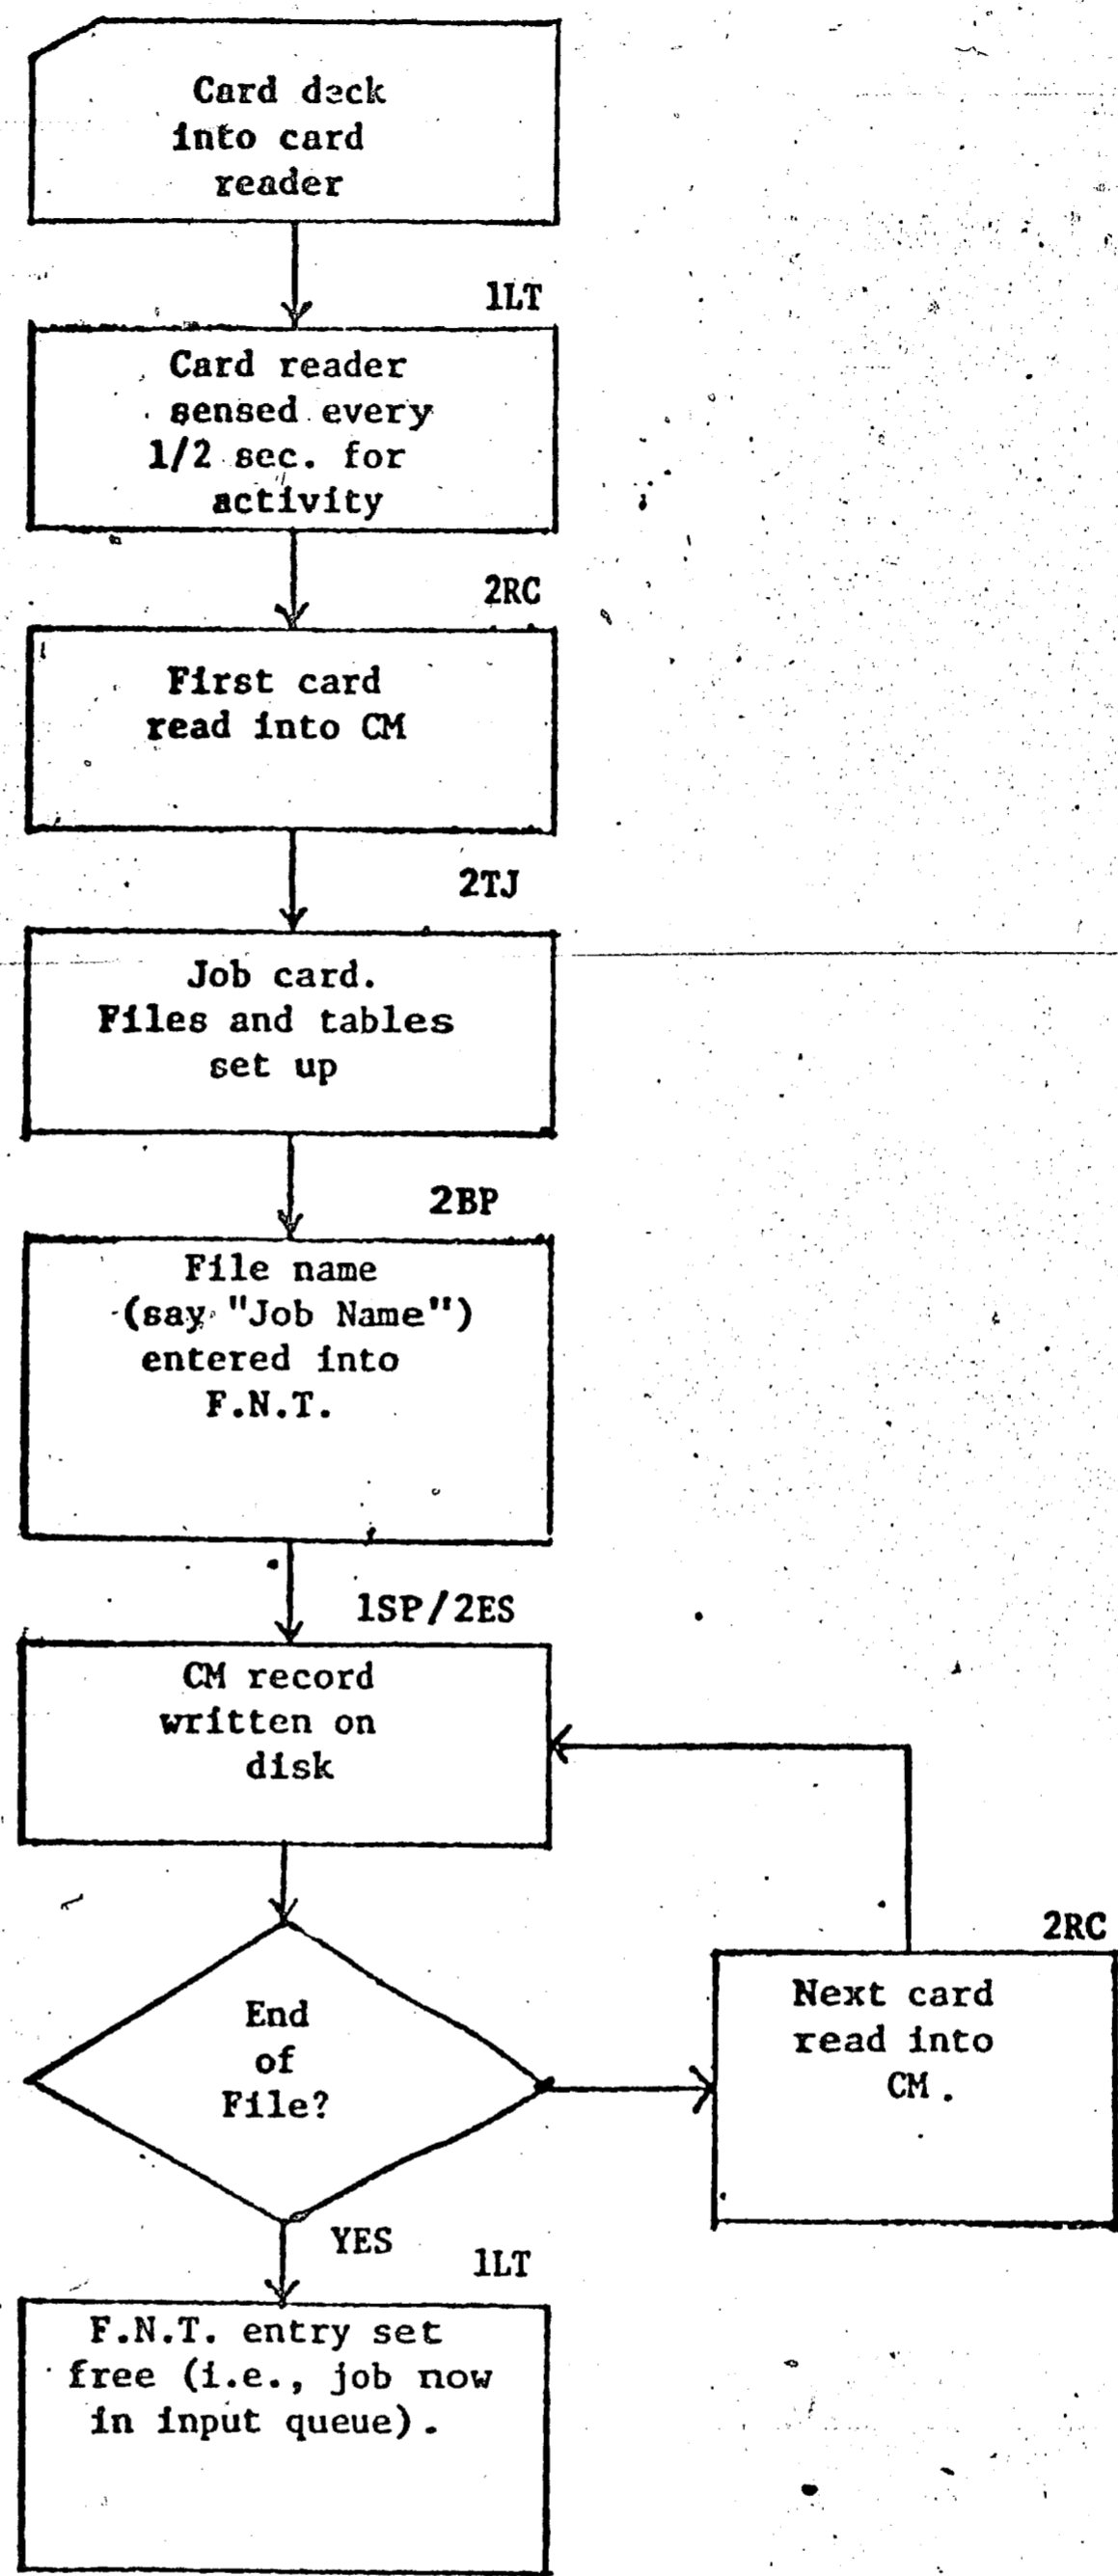 Card deck
into card
reader
1LT
Card reader
sensed every
1/2 sec. for
activity
2RC
First card
read into CM
2TJ
Job card.
Files and tables
set up
2BP
File name
(say "Job Name")
entered into
F.N.T.
1SP/2ES
CM record
written on
disk
End
of
File?
2RC
Next card
read into
CM.
YES
1LT
F.N.T. entry set
free (i.e., job now
in input queue).